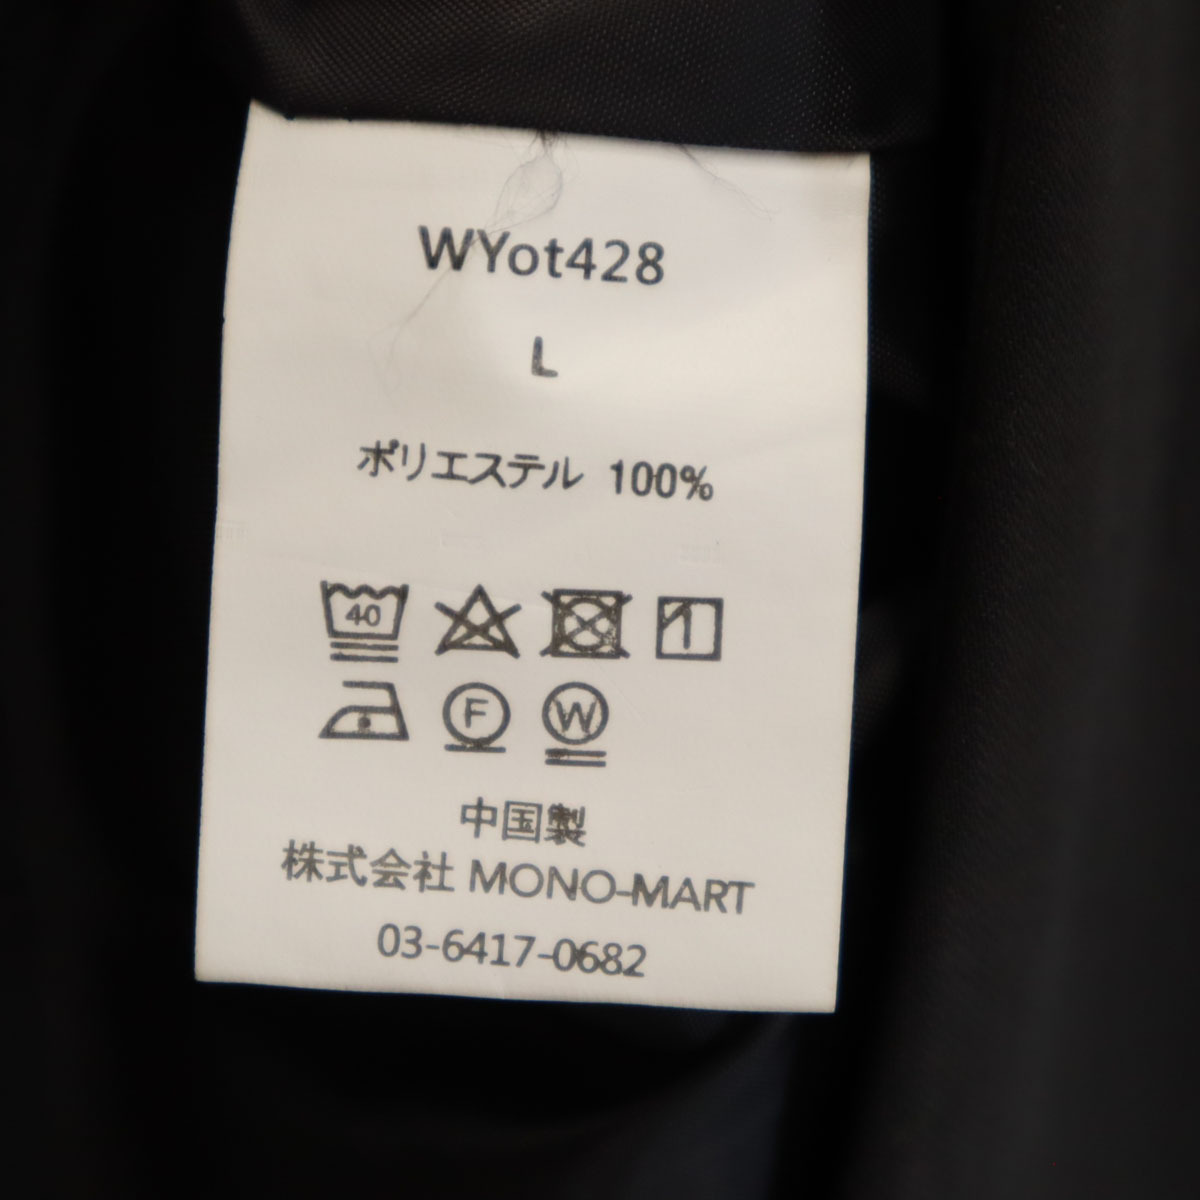 WYot428
L
ポリエステル 100%
40
F W
中国製
株式会社 MONO-MART
03-6417-0682